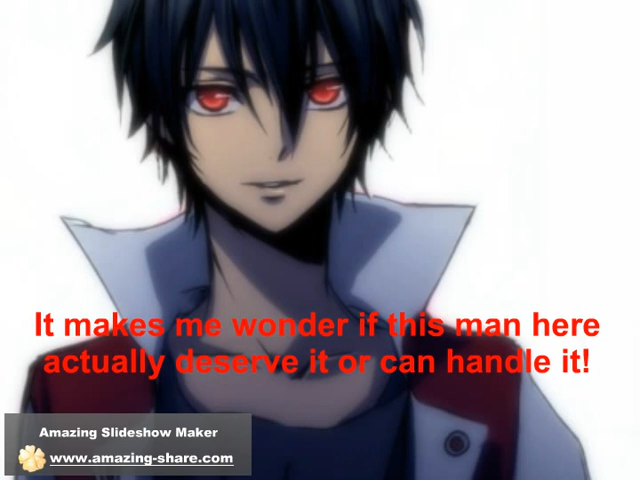 It makes me wonder if this man here
actually deserve it or can handle it!
Amazing Slideshow Maker
www.amazing-share.com